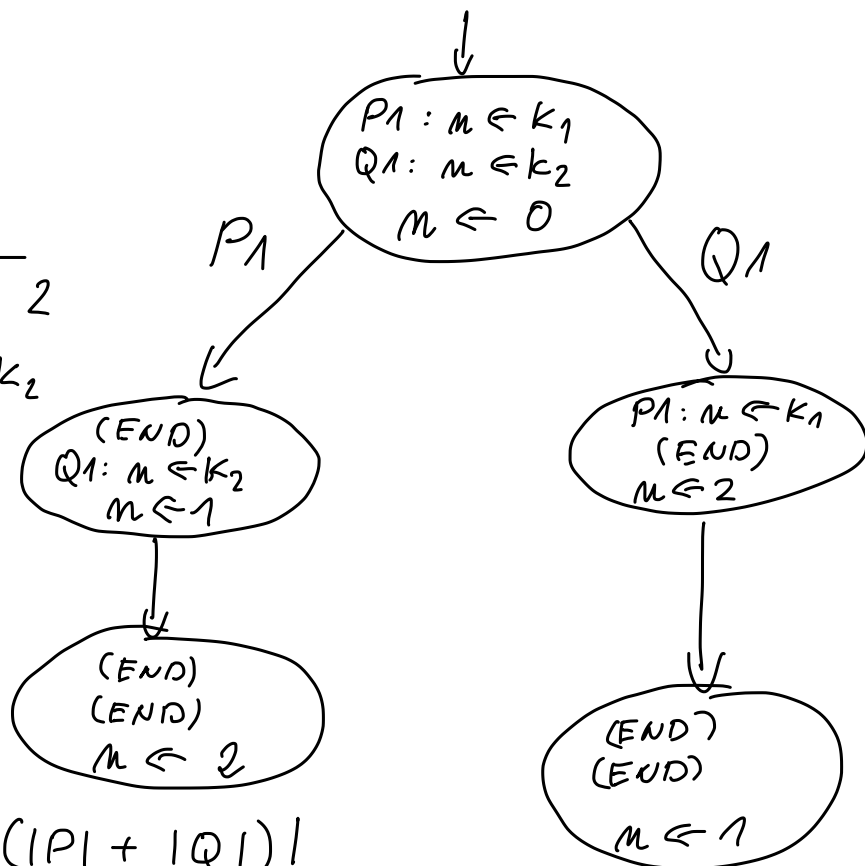 P1 : n ← K₁
Q1 : n ← k₂
n ← 0
P1
Q1
2
K₂
(END)
Q1: n ← K₂
n ← 1
P1: n ← K₁
(END)
n ← 2
(END)
(END)
n ← 2
(END)
(END)
n ← 1
(|P| + |Q|)!